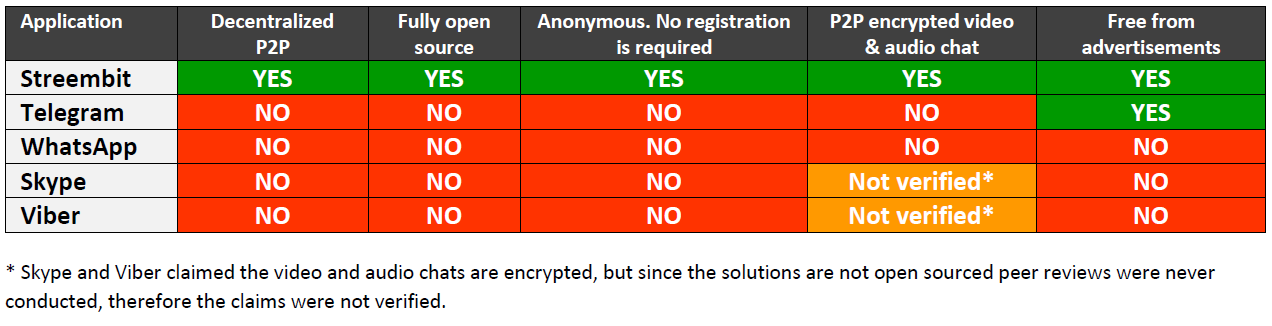 Application Decentralized P2P Fully open source Anonymous. No registration is required P2P encrypted video & audio chat Free from advertisements
Streembit YES YES YES YES YES
Telegram NO NO NO NO YES
WhatsApp NO NO NO NO NO
Skype NO NO NO Not verified* NO
Viber NO NO NO Not verified* NO
* Skype and Viber claimed the video and audio chats are encrypted, but since the solutions are not open sourced peer reviews were never
conducted, therefore the claims were not verified.